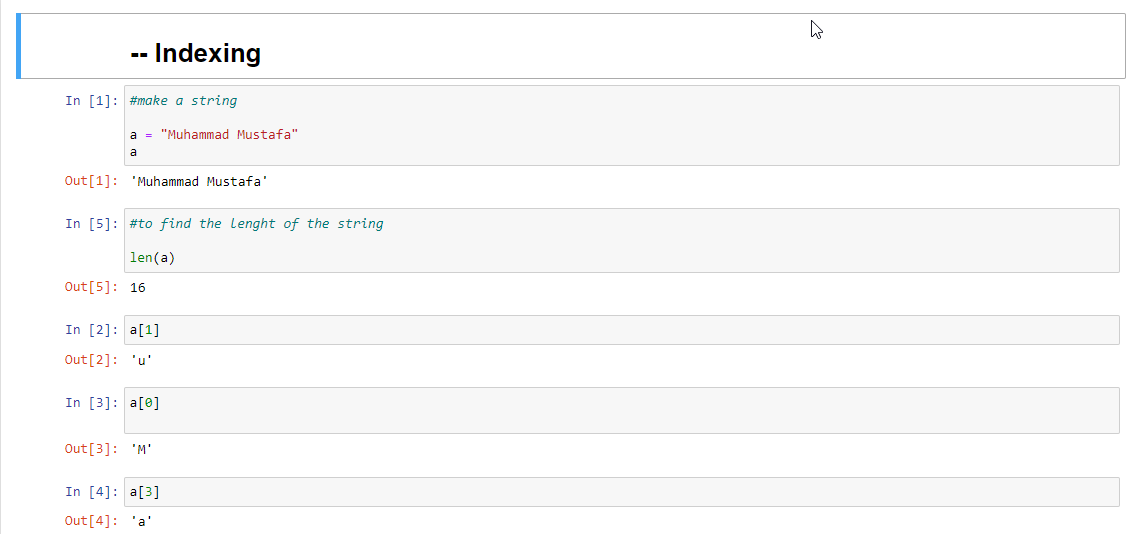 -- Indexing
In [1]: #make a string
a = "Muhammad Mustafa"
a
Out[1]: 'Muhammad Mustafa'
In [5]: #to find the lenght of the string
len(a)
Out[5]: 16
In [2]: a[1]
Out[2]: 'u'
In [3]: a[0]
Out[3]: 'M'
In [4]: a[3]
Out[4]: 'a'